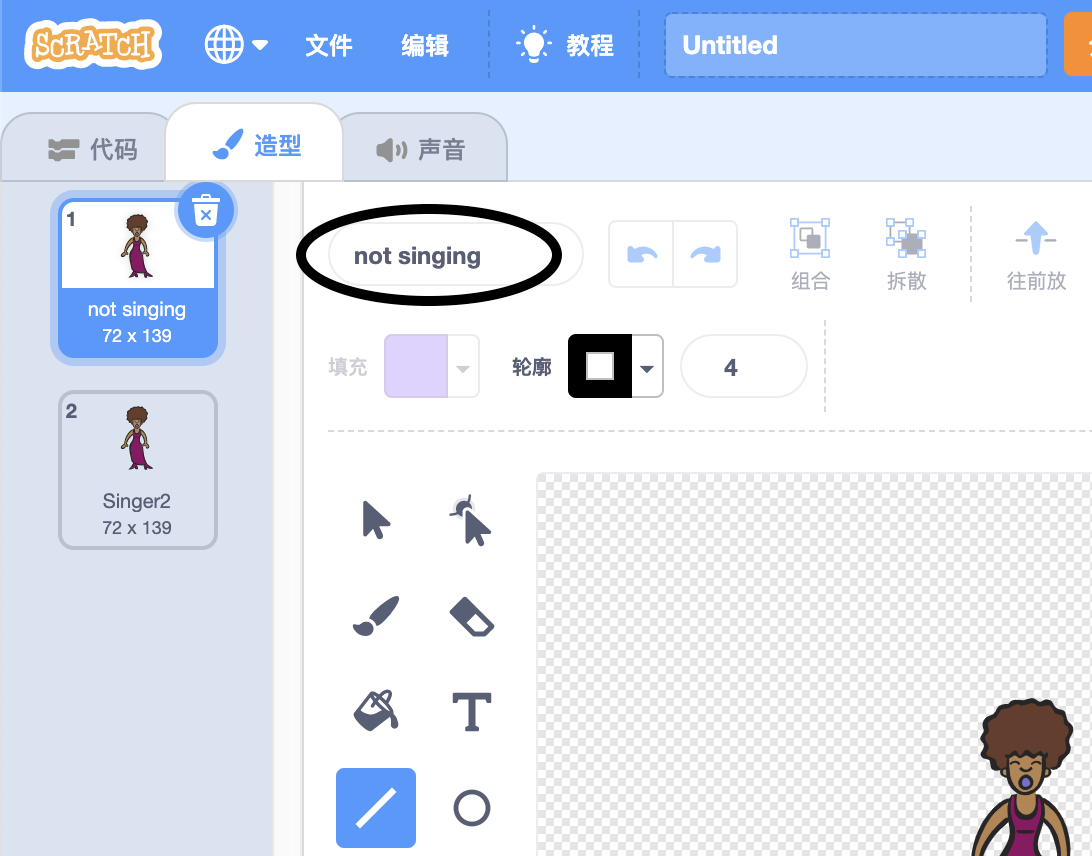 SCRATCH
文件
编辑
教程
Untitled
代码
造型
声音
1
not singing
72 x 139
2
Singer2
72 x 139
not singing
组合
拆散
往前放
填充
轮廓
4